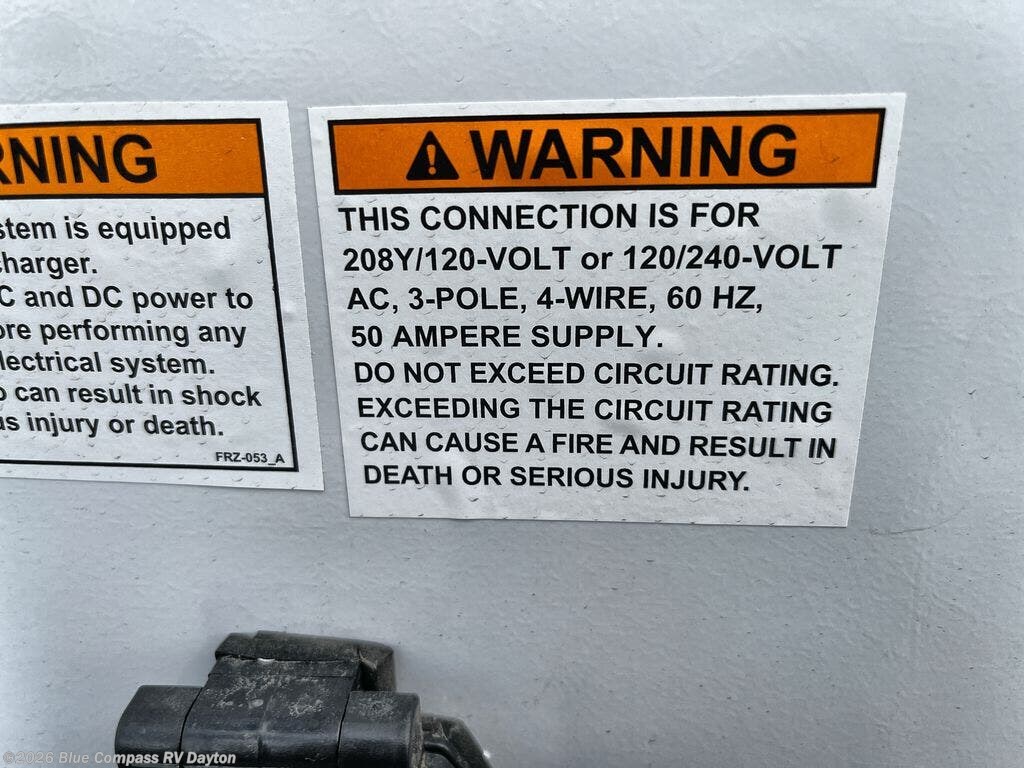 RNING
stem is equipped
harger.
C and DC power to
ore performing any
lectrical system.
o can result in shock
us injury or death.
FRZ-053_A
WARNING
THIS CONNECTION IS FOR
208Y/120-VOLT or 120/240-VOLT
AC, 3-POLE, 4-WIRE, 60 HZ,
50 AMPERE SUPPLY.
DO NOT EXCEED CIRCUIT RATING.
EXCEEDING THE CIRCUIT RATING
CAN CAUSE A FIRE AND RESULT IN
DEATH OR SERIOUS INJURY.
©2026 Blue Compass RV Dayton